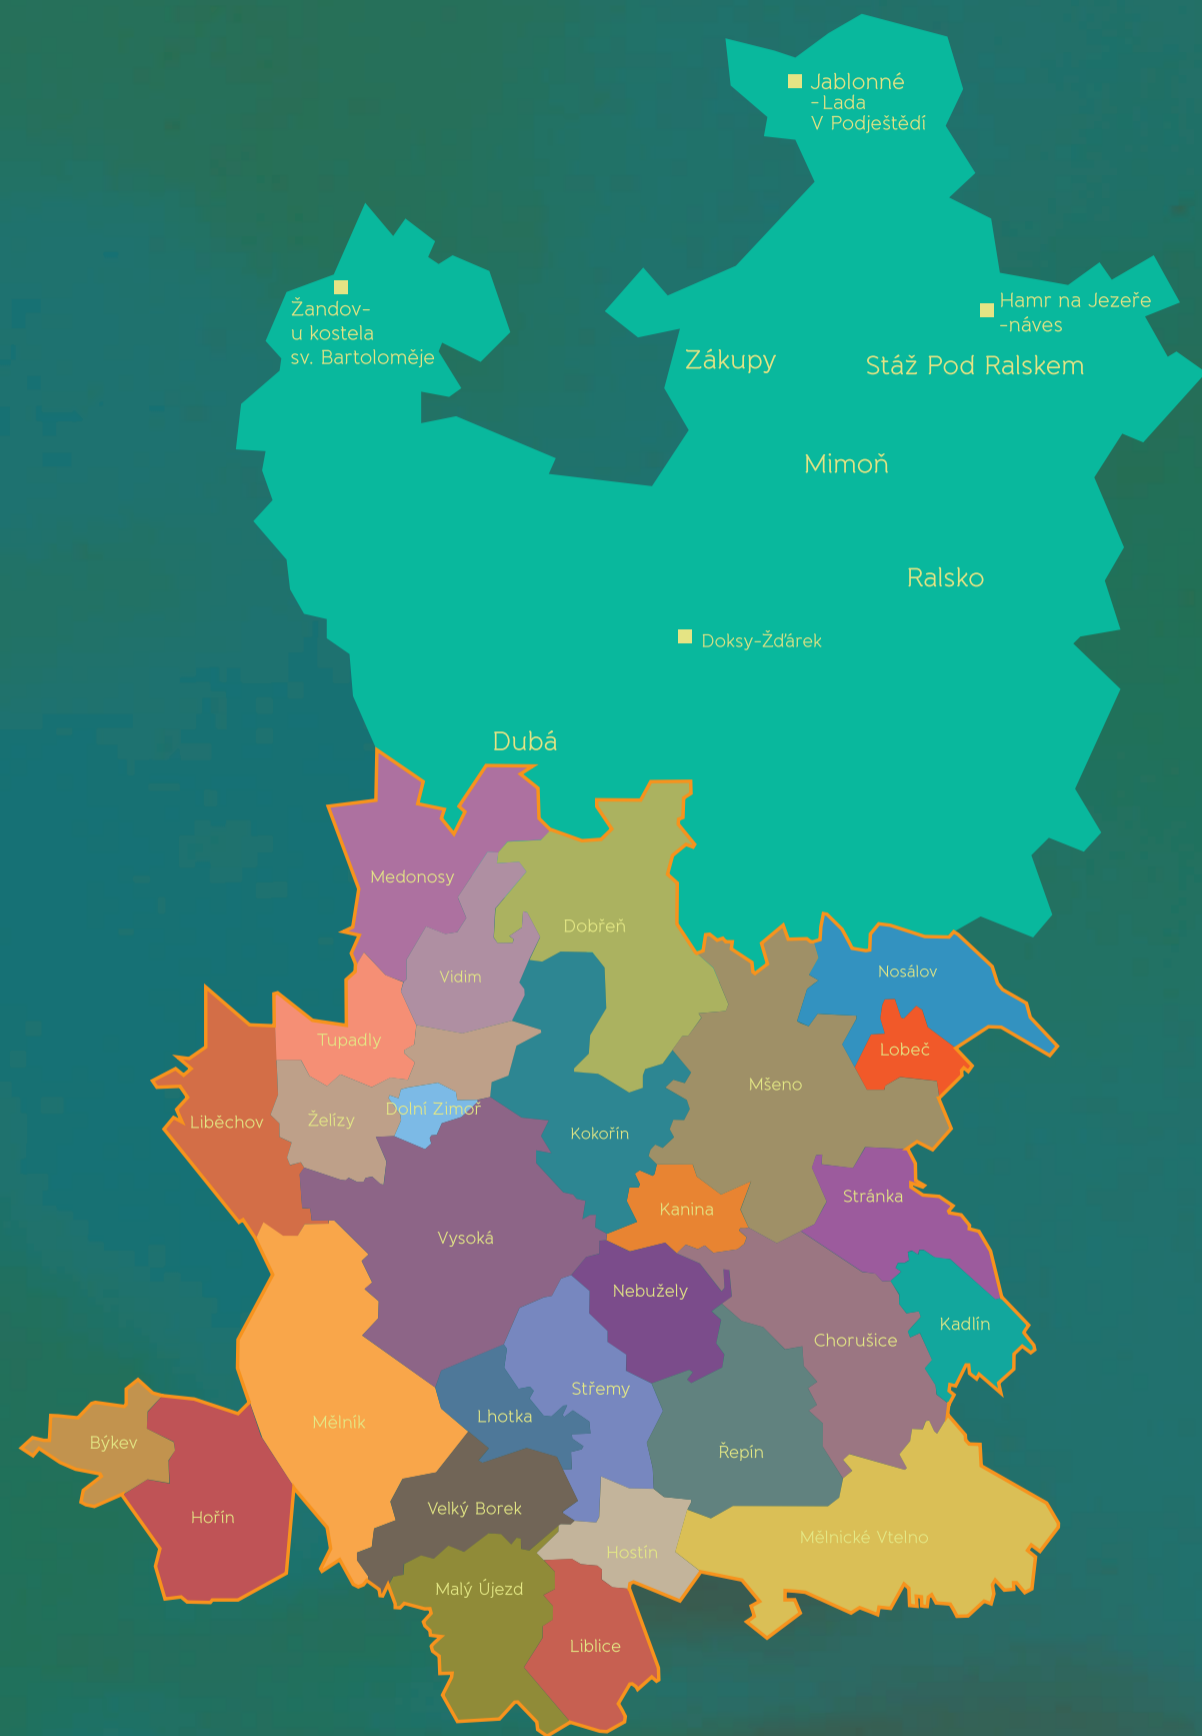 Jablonné
-Lada
V Podještědí
Žandov-
u kostela
sv. Bartoloměje
Hamr na Jezeře
-náves
Zákupy
Stáž Pod Ralskem
Mimoň
Ralsko
Doksy-Žďárek
Dubá
Medonosy
Dobřeň
Vidim
Nosálov
Tupadly
Lobeč
Mšeno
Dolní Zimoř
Želízy
Liběchov
Kokořín
Stránka
Kanina
Vysoká
Nebužely
Kadlín
Chorušice
Střemy
Lhotka
Mělník
Býkev
Řepín
Velký Borek
Hořín
Mělnické Vtelno
Hostín
Malý Újezd
Liblice